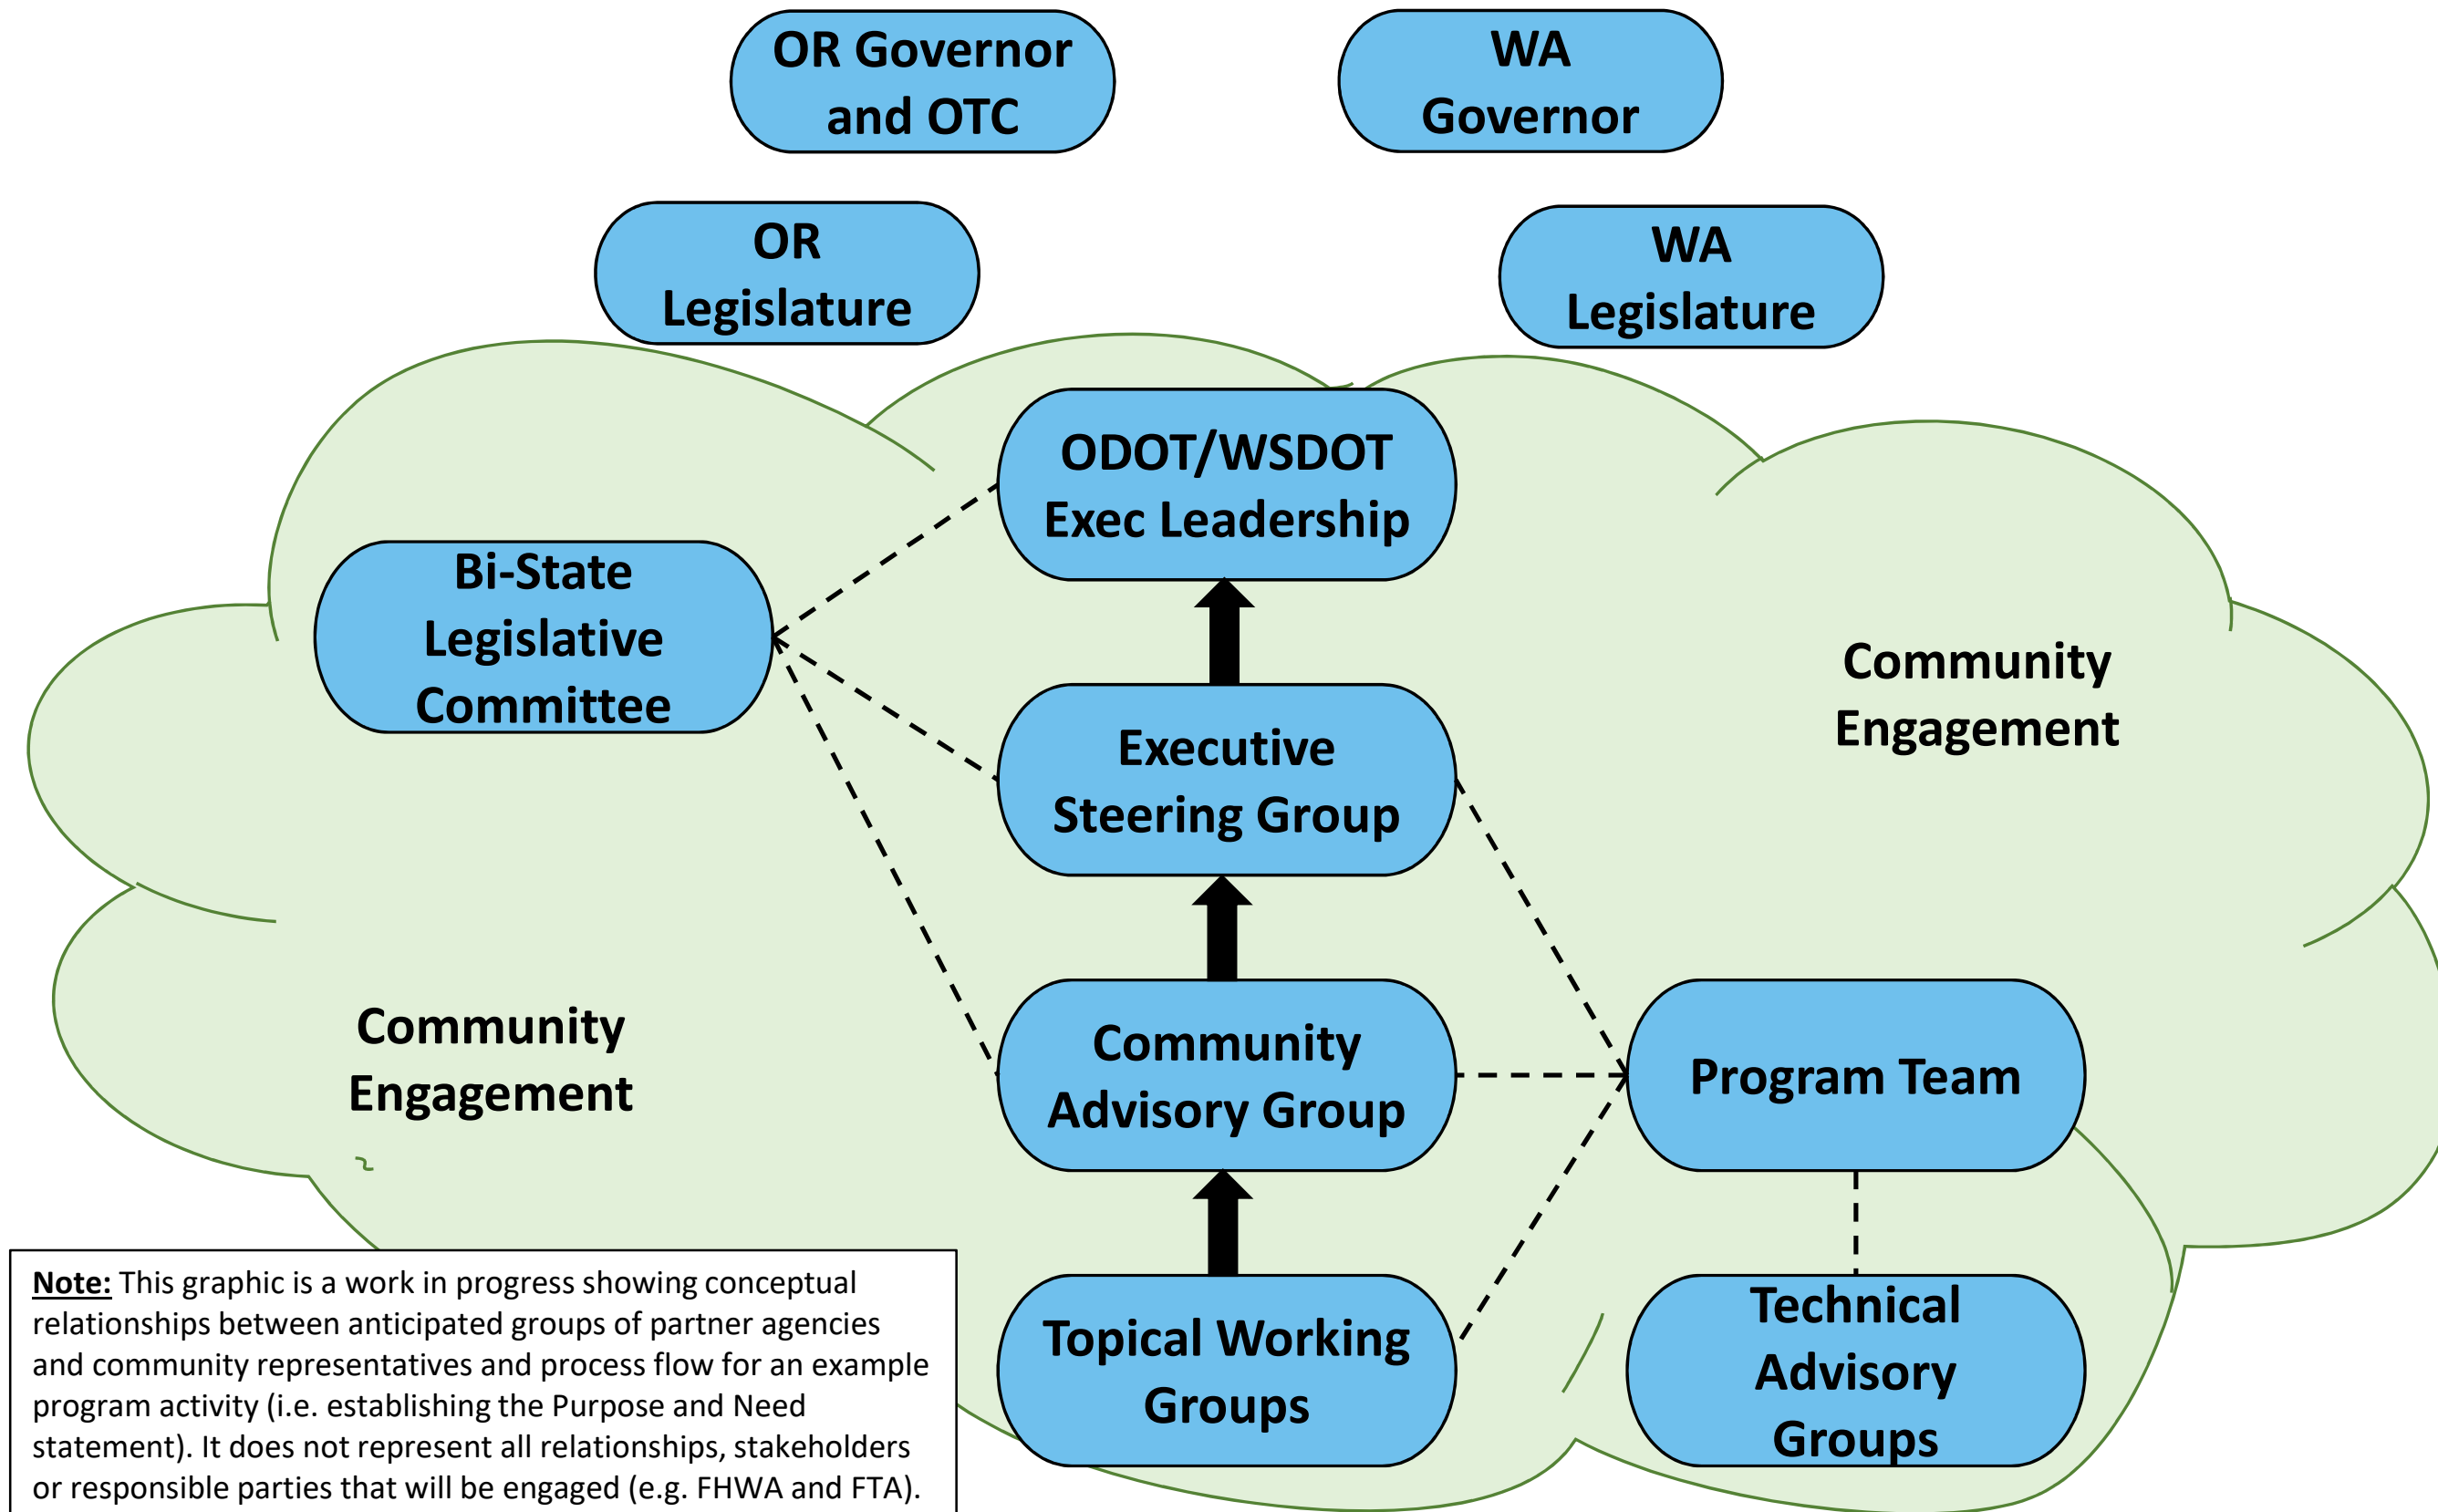 OR Governor
and OTC
WA
Governor
OR
Legislature
WA
Legislature
ODOT/WSDOT
Exec Leadership
Bi-State
Legislative
Committee
Community
Engagement
Executive
Steering Group
Community
Engagement
Community
Advisory Group
Program Team
Topical Working
Groups
Technical
Advisory
Groups
Note: This graphic is a work in progress showing conceptual
relationships between anticipated groups of partner agencies
and community representatives and process flow for an example
program activity (i.e. establishing the Purpose and Need
statement). It does not represent all relationships, stakeholders
or responsible parties that will be engaged (e.g. FHWA and FTA).